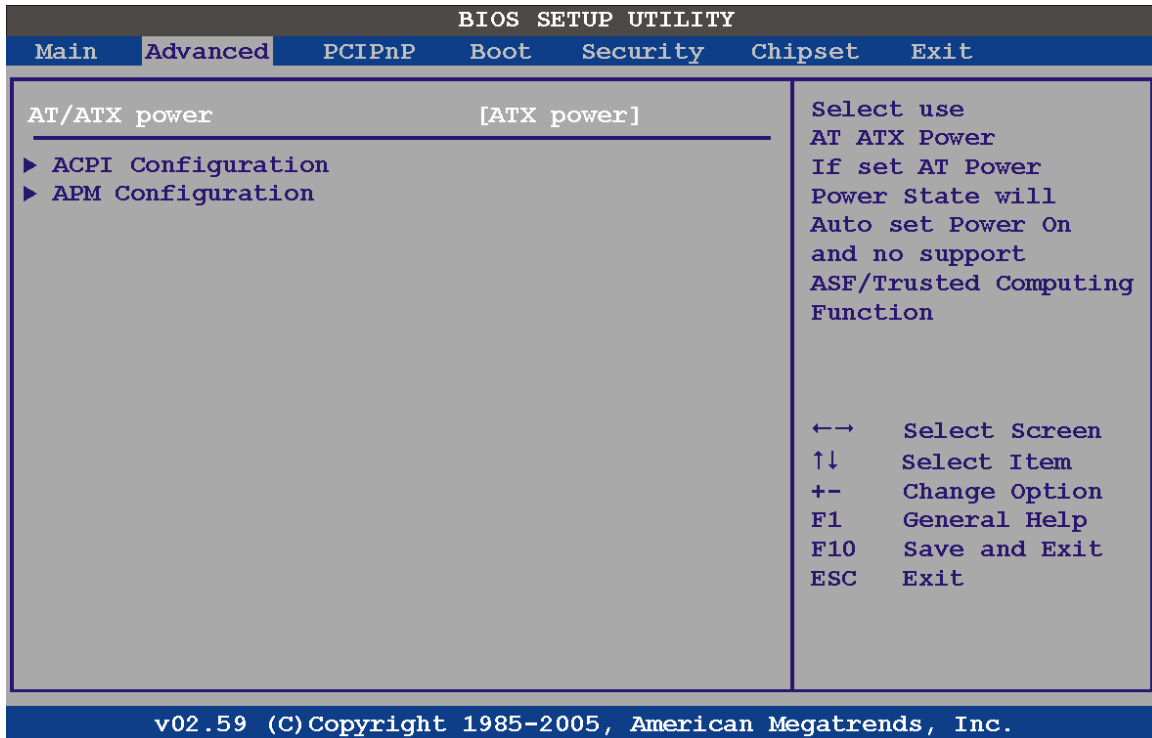 BIOS SETUP UTILITY
Main Advanced PCIPnP Boot Security Chipset Exit
AT/ATX power [ATX power]
▶ ACPI Configuration
▶ APM Configuration
Select use
AT ATX Power
If set AT Power
Power State will
Auto set Power On
and no support
ASF/Trusted Computing
Function
←→ Select Screen
↑↓ Select Item
+- Change Option
F1 General Help
F10 Save and Exit
ESC Exit
v02.59 (C)Copyright 1985-2005, American Megatrends, Inc.